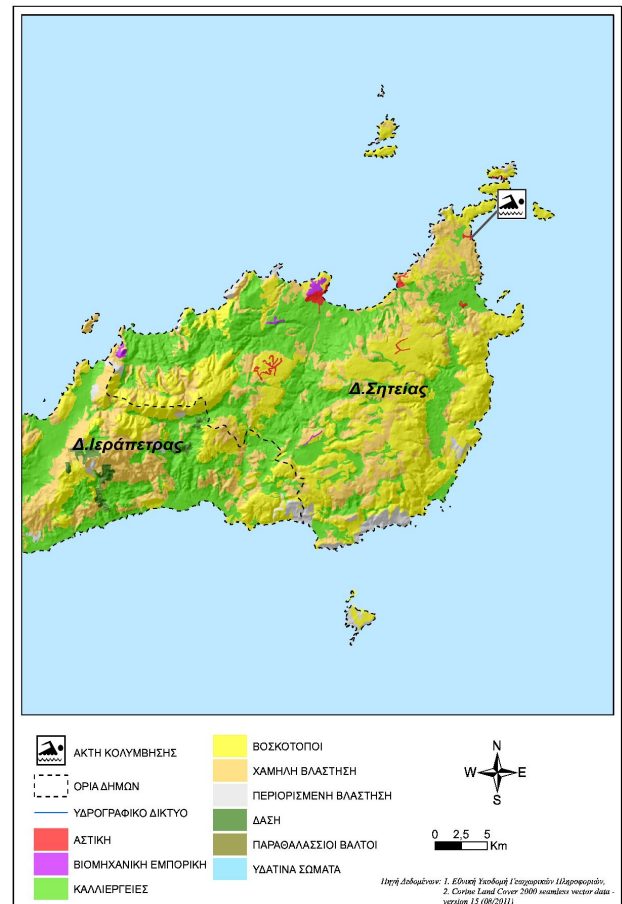 Δ.Σητείας
Δ.Ιεράπετρας
ΑΚΤΗ ΚΟΛΥΜΒΗΣΗΣ
ΟΡΙΑ ΔΗΜΩΝ
ΥΔΡΟΓΡΑΦΙΚΟ ΔΙΚΤΥΟ
ΑΣΤΙΚΗ
ΒΙΟΜΗΧΑΝΙΚΗ ΕΜΠΟΡΙΚΗ
ΚΑΛΛΙΕΡΓΕΙΕΣ
ΒΟΣΚΟΤΟΠΟΙ
ΧΑΜΗΛΗ ΒΛΑΣΤΗΣΗ
ΠΕΡΙΟΡΙΣΜΕΝΗ ΒΛΑΣΤΗΣΗ
ΔΑΣΗ
ΠΑΡΑΘΑΛΑΣΣΙΟΙ ΒΑΛΤΟΙ
ΥΔΑΤΙΝΑ ΣΩΜΑΤΑ
N
W E
S
0 2,5 5
Km
Πηγή Δεδομένων: 1. Εθνική Υποδομή Γεωχωρικών Πληροφοριών,
2. Corine Land Cover 2000 seamless vector data -
version 15 (08/2011)